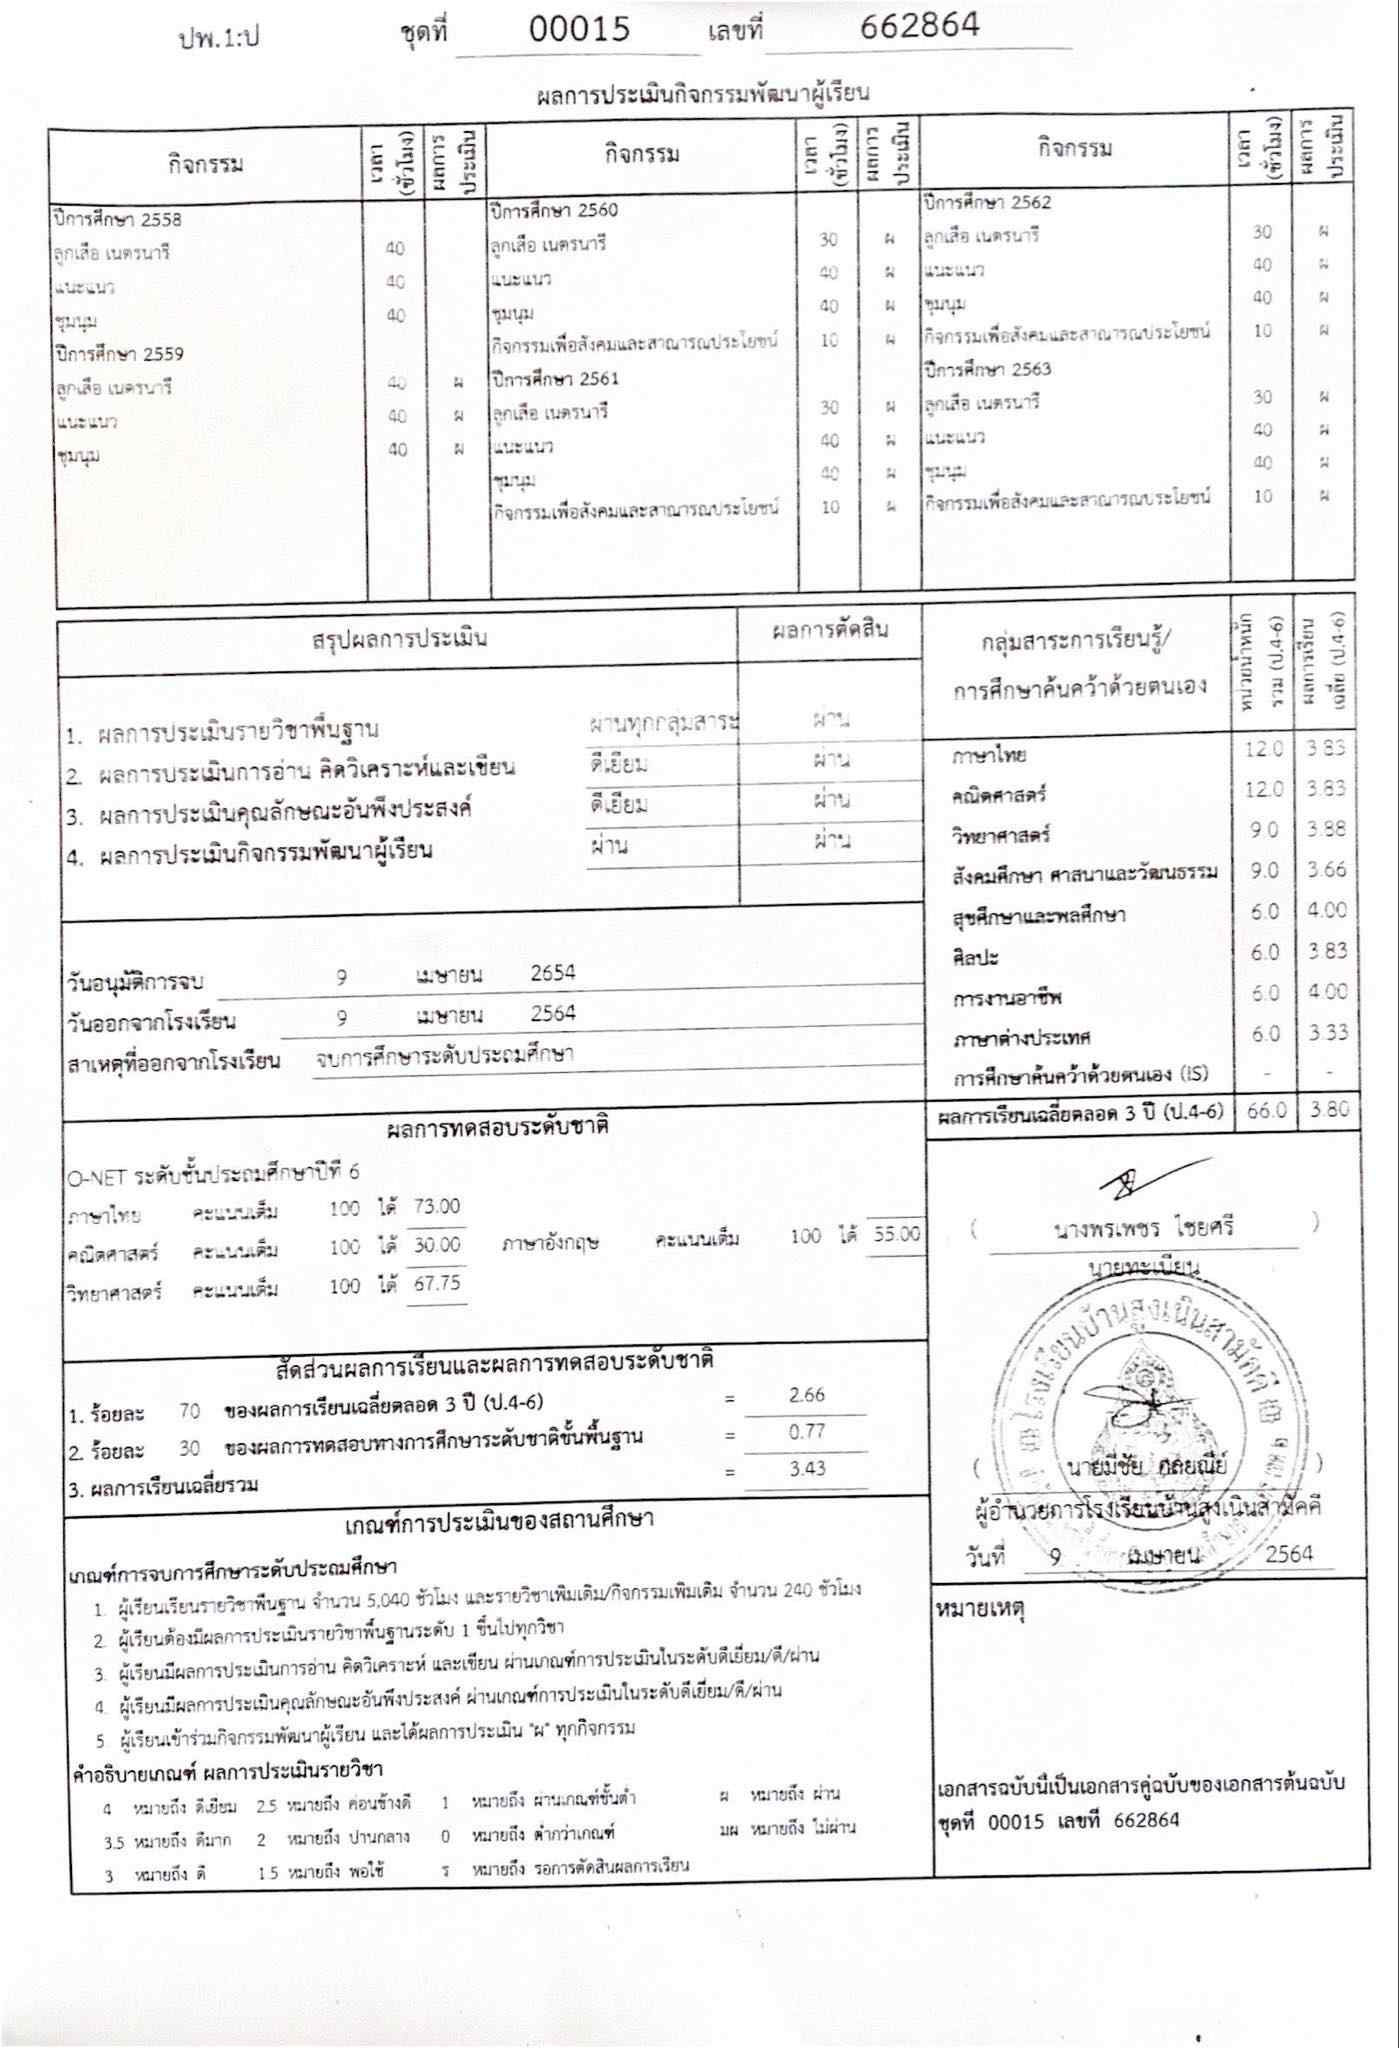 ปพ.1:ป ชุดที่ 00015 เลขที่ 662864
ผลการประเมินกิจกรรมพัฒนาผู้เรียน
กิจกรรม เวลา (ชั่วโมง) ผลการประเมิน กิจกรรม เวลา (ชั่วโมง) ผลการประเมิน กิจกรรม เวลา (ชั่วโมง) ผลการประเมิน
ปีการศึกษา 2558
ลูกเสือ เนตรนารี 40
แนะแนว 40
ชุมนุม 40
ปีการศึกษา 2559
ลูกเสือ เนตรนารี 40 ผ
แนะแนว 40 ผ
ชุมนุม 40 ผ
ปีการศึกษา 2560
ลูกเสือ เนตรนารี 30 ผ
แนะแนว 40 ผ
ชุมนุม 40 ผ
กิจกรรมเพื่อสังคมและสาณารณประโยชน์ 10 ผ
ปีการศึกษา 2561
ลูกเสือ เนตรนารี 30 ผ
แนะแนว 40 ผ
ชุมนุม 40 ผ
กิจกรรมเพื่อสังคมและสาณารณประโยชน์ 10 ผ
ปีการศึกษา 2562
ลูกเสือ เนตรนารี 30 ผ
แนะแนว 40 ผ
ชุมนุม 40 ผ
กิจกรรมเพื่อสังคมและสาณารณประโยชน์ 10 ผ
ปีการศึกษา 2563
ลูกเสือ เนตรนารี 30 ผ
แนะแนว 40 ผ
ชุมนุม 40 ผ
กิจกรรมเพื่อสังคมและสาณารณประโยชน์ 10 ผ
สรุปผลการประเมิน ผลการตัดสิน
1. ผลการประเมินรายวิชาพื้นฐาน ผ่านทุกกลุ่มสาระ ผ่าน
2. ผลการประเมินการอ่าน คิดวิเคราะห์และเขียน ดีเยี่ยม ผ่าน
3. ผลการประเมินคุณลักษณะอันพึงประสงค์ ดีเยี่ยม ผ่าน
4. ผลการประเมินกิจกรรมพัฒนาผู้เรียน ผ่าน ผ่าน
วันอนุมัติการจบ 9 เมษายน 2654
วันออกจากโรงเรียน 9 เมษายน 2564
สาเหตุที่ออกจากโรงเรียน จบการศึกษาระดับประถมศึกษา
ผลการทดสอบระดับชาติ
O-NET ระดับชั้นประถมศึกษาปีที่ 6
ภาษาไทย คะแนนเต็ม 100 ได้ 73.00
คณิตศาสตร์ คะแนนเต็ม 100 ได้ 30.00 ภาษาอังกฤษ คะแนนเต็ม 100 ได้ 55.00
วิทยาศาสตร์ คะแนนเต็ม 100 ได้ 67.75
สัดส่วนผลการเรียนและผลการทดสอบระดับชาติ
1. ร้อยละ 70 ของผลการเรียนเฉลี่ยตลอด 3 ปี (ป.4-6) = 2.66
2. ร้อยละ 30 ของผลการทดสอบทางการศึกษาระดับชาติขั้นพื้นฐาน = 0.77
3. ผลการเรียนเฉลี่ยรวม = 3.43
เกณฑ์การประเมินของสถานศึกษา
เกณฑ์การจบการศึกษาระดับประถมศึกษา
1. ผู้เรียนเรียนรายวิชาพื้นฐาน จำนวน 5,040 ชั่วโมง และรายวิชาเพิ่มเติม/กิจกรรมเพิ่มเติม จำนวน 240 ชั่วโมง
2. ผู้เรียนต้องมีผลการประเมินรายวิชาพื้นฐานระดับ 1 ขึ้นไปทุกวิชา
3. ผู้เรียนมีผลการประเมินการอ่าน คิดวิเคราะห์ และเขียน ผ่านเกณฑ์การประเมินในระดับดีเยี่ยม/ดี/ผ่าน
4. ผู้เรียนมีผลการประเมินคุณลักษณะอันพึงประสงค์ ผ่านเกณฑ์การประเมินในระดับดีเยี่ยม/ดี/ผ่าน
5 ผู้เรียนเข้าร่วมกิจกรรมพัฒนาผู้เรียน และได้ผลการประเมิน "ผ" ทุกกิจกรรม
คำอธิบายเกณฑ์ ผลการประเมินรายวิชา
4 หมายถึง ดีเยี่ยม 2.5 หมายถึง ค่อนข้างดี 1 หมายถึง ผ่านเกณฑ์ขั้นต่ำ ผ หมายถึง ผ่าน
3.5 หมายถึง ดีมาก 2 หมายถึง ปานกลาง 0 หมายถึง ต่ำกว่าเกณฑ์ มผ หมายถึง ไม่ผ่าน
3 หมายถึง ดี 1.5 หมายถึง พอใช้ ร หมายถึง รอการตัดสินผลการเรียน
กลุ่มสาระการเรียนรู้/ หน่วยน้ำหนัก ผลการเรียน
การศึกษาค้นคว้าด้วยตนเอง รวม (ป.4-6) เฉลี่ย (ป.4-6)
ภาษาไทย 12.0 3.83
คณิตศาสตร์ 12.0 3.83
วิทยาศาสตร์ 9.0 3.88
สังคมศึกษา ศาสนาและวัฒนธรรม 9.0 3.66
สุขศึกษาและพลศึกษา 6.0 4.00
ศิลปะ 6.0 3.83
การงานอาชีพ 6.0 4.00
ภาษาต่างประเทศ 6.0 3.33
การศึกษาค้นคว้าด้วยตนเอง (IS) - -
ผลการเรียนเฉลี่ยตลอด 3 ปี (ป.4-6) 66.0 3.80
( นางพรเพชร ไชยศรี )
นายทะเบียน
โรงเรียนบ้านสูงเนินสามัคคี
( นายมีชัย กุลยณีย์ )
ผู้อำนวยการโรงเรียนบ้านสูงเนินสามัคคี
วันที่ 9 เมษายน 2564
หมายเหตุ
เอกสารฉบับนี้เป็นเอกสารคู่ฉบับของเอกสารต้นฉบับ
ชุดที่ 00015 เลขที่ 662864